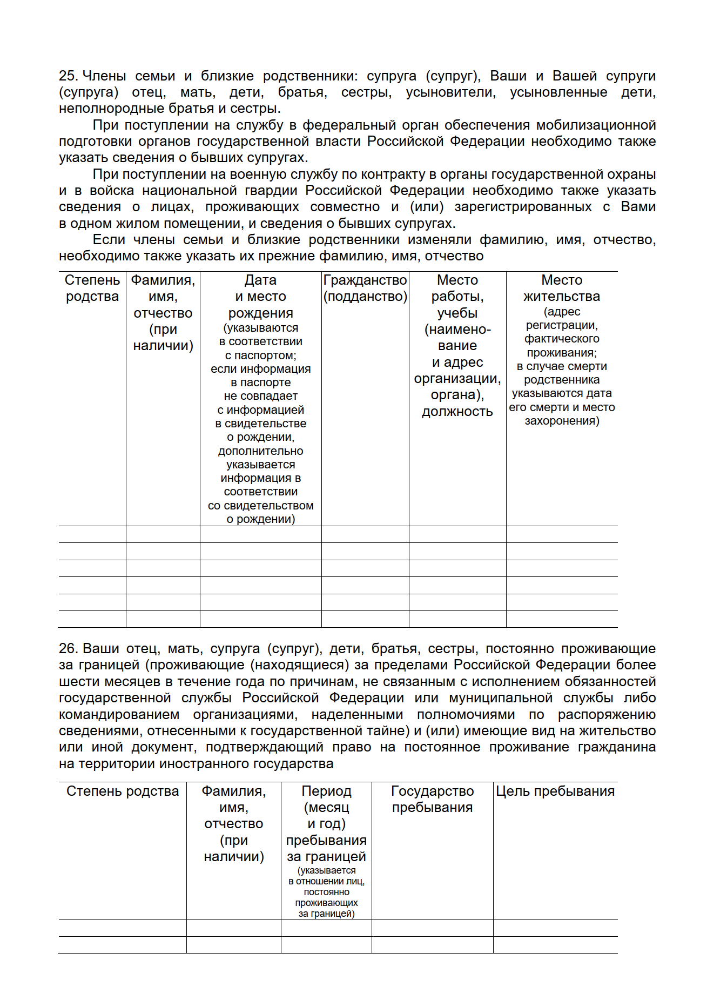 25. Члены семьи и близкие родственники: супруга (супруг), Ваши и Вашей супруги
(супруга) отец, мать, дети, братья, сестры, усыновители, усыновленные дети,
неполнородные братья и сестры.
При поступлении на службу в федеральный орган обеспечения мобилизационной
подготовки органов государственной власти Российской Федерации необходимо также
указать сведения о бывших супругах.
При поступлении на военную службу по контракту в органы государственной охраны
и в войска национальной гвардии Российской Федерации необходимо также указать
сведения о лицах, проживающих совместно и (или) зарегистрированных с Вами
в одном жилом помещении, и сведения о бывших супругах.
Если члены семьи и близкие родственники изменяли фамилию, имя, отчество,
необходимо также указать их прежние фамилию, имя, отчество
Степень
родства
Фамилия,
имя,
отчество
(при
наличии)
Дата
и место
рождения
(указываются
в соответствии
с паспортом;
если информация
в паспорте
не совпадает
с информацией
в свидетельстве
о рождении,
дополнительно
указывается
информация в
соответствии
со свидетельством
о рождении)
Гражданство
(подданство)
Место
работы,
учебы
(наимено-
вание
и адрес
организации,
органа),
должность
Место
жительства
(адрес
регистрации,
фактического
проживания;
в случае смерти
родственника
указываются дата
его смерти и место
захоронения)
26. Ваши отец, мать, супруга (супруг), дети, братья, сестры, постоянно проживающие
за границей (проживающие (находящиеся) за пределами Российской Федерации более
шести месяцев в течение года по причинам, не связанным с исполнением обязанностей
государственной службы Российской Федерации или муниципальной службы либо
командированием организациями, наделенными полномочиями по распоряжению
сведениями, отнесенными к государственной тайне) и (или) имеющие вид на жительство
или иной документ, подтверждающий право на постоянное проживание гражданина
на территории иностранного государства
Степень родства
Фамилия,
имя,
отчество
(при
наличии)
Период
(месяц
и год)
пребывания
за границей
(указывается
в отношении лиц,
постоянно
проживающих
за границей)
Государство
пребывания
Цель пребывания